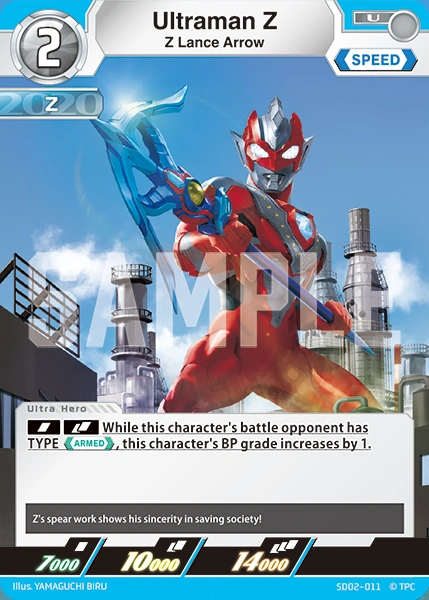 2
Ultraman Z
Z Lance Arrow
U
SPEED
2020
Z
SAMPLE
Ultra Hero
While this character's battle opponent has
TYPE ARMED, this character's BP grade increases by 1.
Z's spear work shows his sincerity in saving society!
7000
10000
14000
Illus. YAMAGUCHI BIRU
SD02-011 © TPC